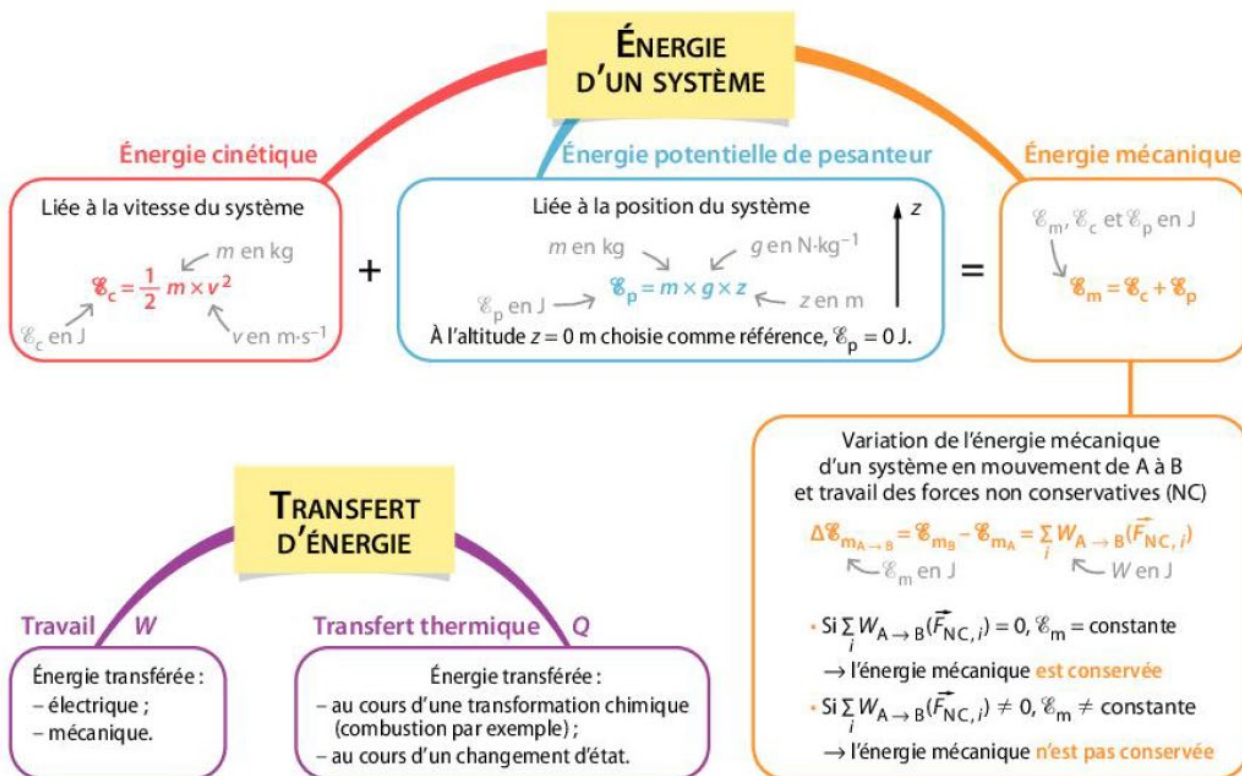 ÉNERGIE
D’UN SYSTÈME
Énergie cinétique
Liée à la vitesse du système
m en kg
ℰc = 1/2 m × v²
ℰc en J
v en m·s⁻¹
+
Énergie potentielle de pesanteur
Liée à la position du système
z
m en kg
g en N·kg⁻¹
ℰp = m × g × z
ℰp en J
z en m
À l’altitude z = 0 m choisie comme référence, ℰp = 0 J.
=
Énergie mécanique
ℰm, ℰc et ℰp en J
ℰm = ℰc + ℰp
Variation de l’énergie mécanique
d’un système en mouvement de A à B
et travail des forces non conservatives (NC)
ΔℰmA→B = ℰmB – ℰmA = ∑i WA→B(F⃗NC, i)
ℰm en J
W en J
• Si ∑i WA→B(F⃗NC, i) = 0, ℰm = constante
→ l’énergie mécanique est conservée
• Si ∑i WA→B(F⃗NC, i) ≠ 0, ℰm ≠ constante
→ l’énergie mécanique n’est pas conservée
TRANSFERT
D’ÉNERGIE
Travail W
Énergie transférée :
– électrique ;
– mécanique.
Transfert thermique Q
Énergie transférée :
– au cours d’une transformation chimique
(combustion par exemple) ;
– au cours d’un changement d’état.